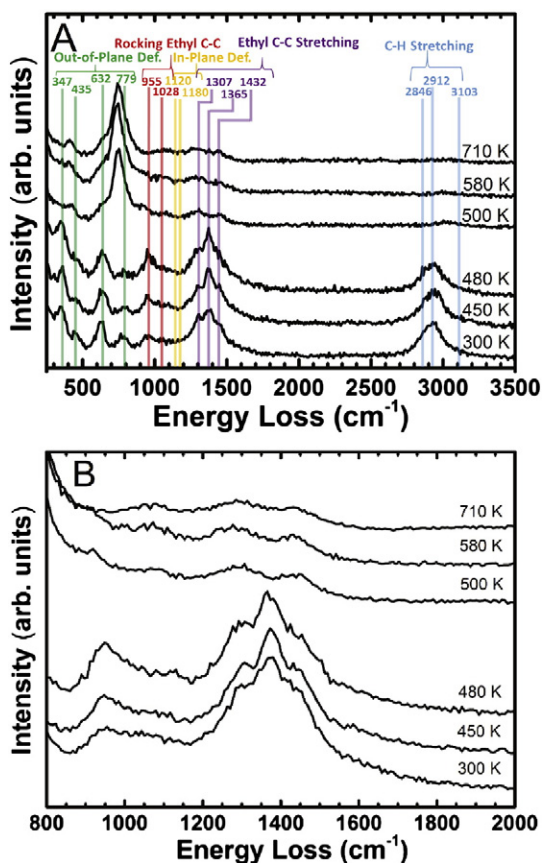 A
Rocking Ethyl C-C
Ethyl C-C Stretching
C-H Stretching
Out-of-Plane Def.
In-Plane Def.
347
435
632
779
955
1028
1120
1180
1307
1365
1432
2846
2912
3103
710 K
580 K
500 K
480 K
450 K
300 K
Intensity (arb. units)
500 1000 1500 2000 2500 3000 3500
Energy Loss (cm⁻¹)
B
710 K
580 K
500 K
480 K
450 K
300 K
Intensity (arb. units)
800 1000 1200 1400 1600 1800 2000
Energy Loss (cm⁻¹)